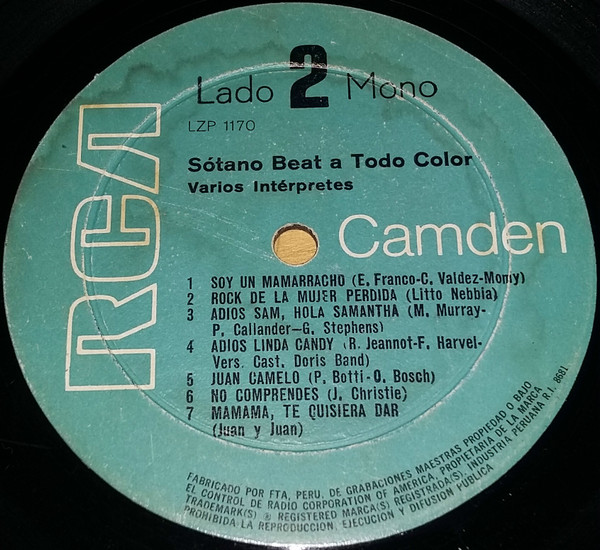 Lado 2 Mono
LZP 1170
Sótano Beat a Todo Color
Varios Intérpretes
RCA
Camden
1 SOY UN MAMARRACHO (E. Franco-C. Valdez-Momy)
2 ROCK DE LA MUJER PERDIDA (Litto Nebbia)
3 ADIOS SAM, HOLA SAMANTHA (M. Murray-
P. Callander-G. Stephens)
4 ADIOS LINDA CANDY (R. Jeannot-F. Harvel-
Vers. Cast. Doris Band)
5 JUAN CAMELO (P. Botti-O. Bosch)
6 NO COMPRENDES (J. Christie)
7 MAMAMA, TE QUISIERA DAR
(Juan y Juan)
FABRICADO POR FTA, PERU. DE GRABACIONES MAESTRAS PROPIEDAD O BAJO
EL CONTROL DE RADIO CORPORATION OF AMERICA, PROPIETARIA DE LA MARCA
TRADEMARK(S) ® REGISTERED MARCA(S) REGISTRADA(S). INDUSTRIA PERUANA R.I. 8681
PROHIBIDA LA REPRODUCCION, EJECUCION Y DIFUSION PÚBLICA